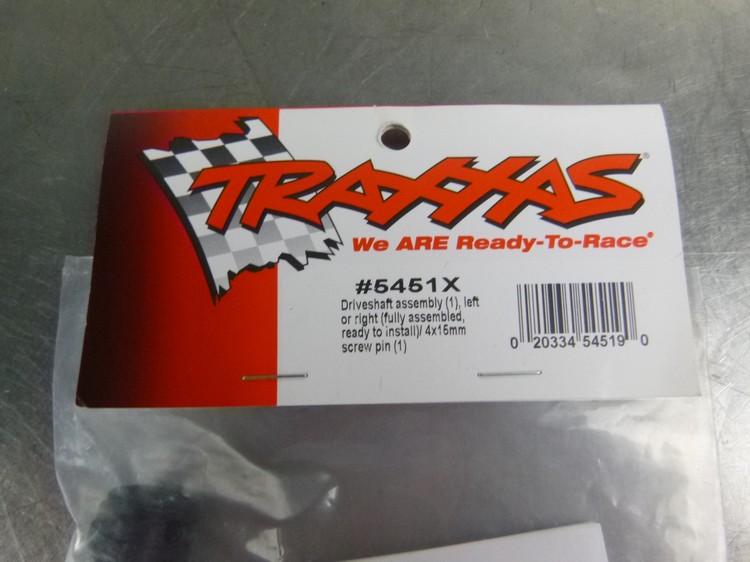 TRAXXAS®
We ARE Ready-To-Race®
#5451X
Driveshaft assembly (1), left
or right (fully assembled,
ready to install)/ 4x15mm
screw pin (1)
0 20334 54519 0